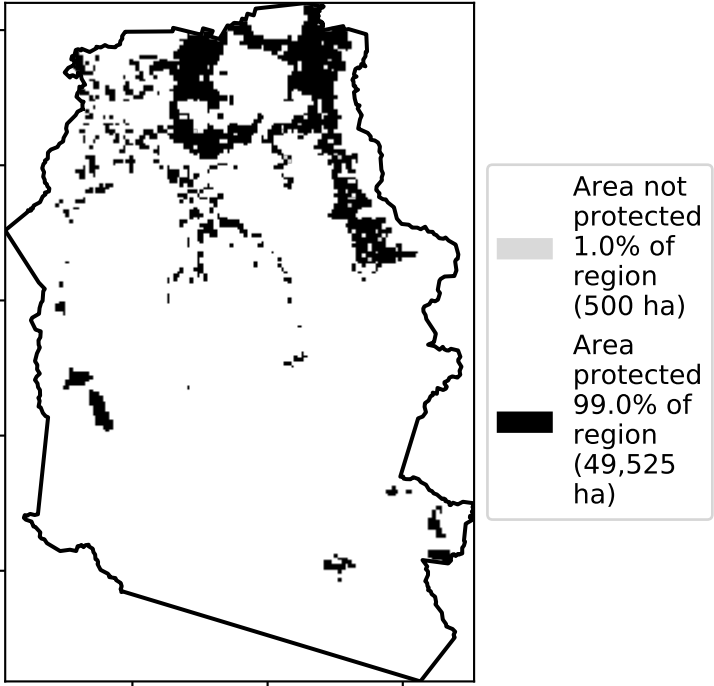 Area not
protected
1.0% of
region
(500 ha)
Area
protected
99.0% of
region
(49,525
ha)